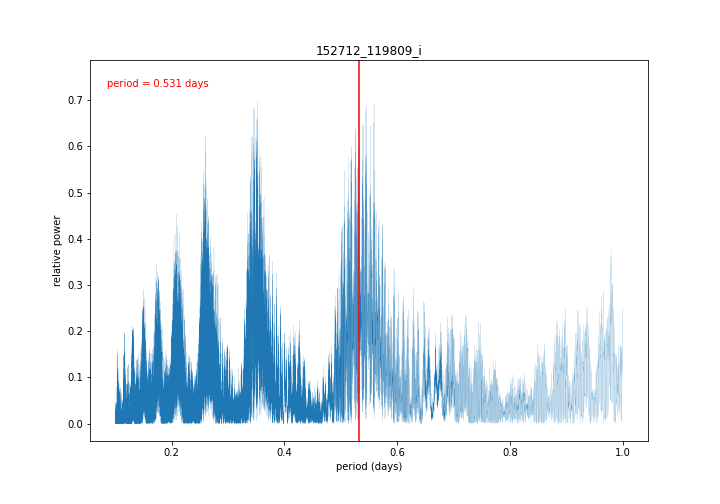 152712_119809_i
period = 0.531 days
relative power
0.7
0.6
0.5
0.4
0.3
0.2
0.1
0.0
0.2 0.4 0.6 0.8 1.0
period (days)